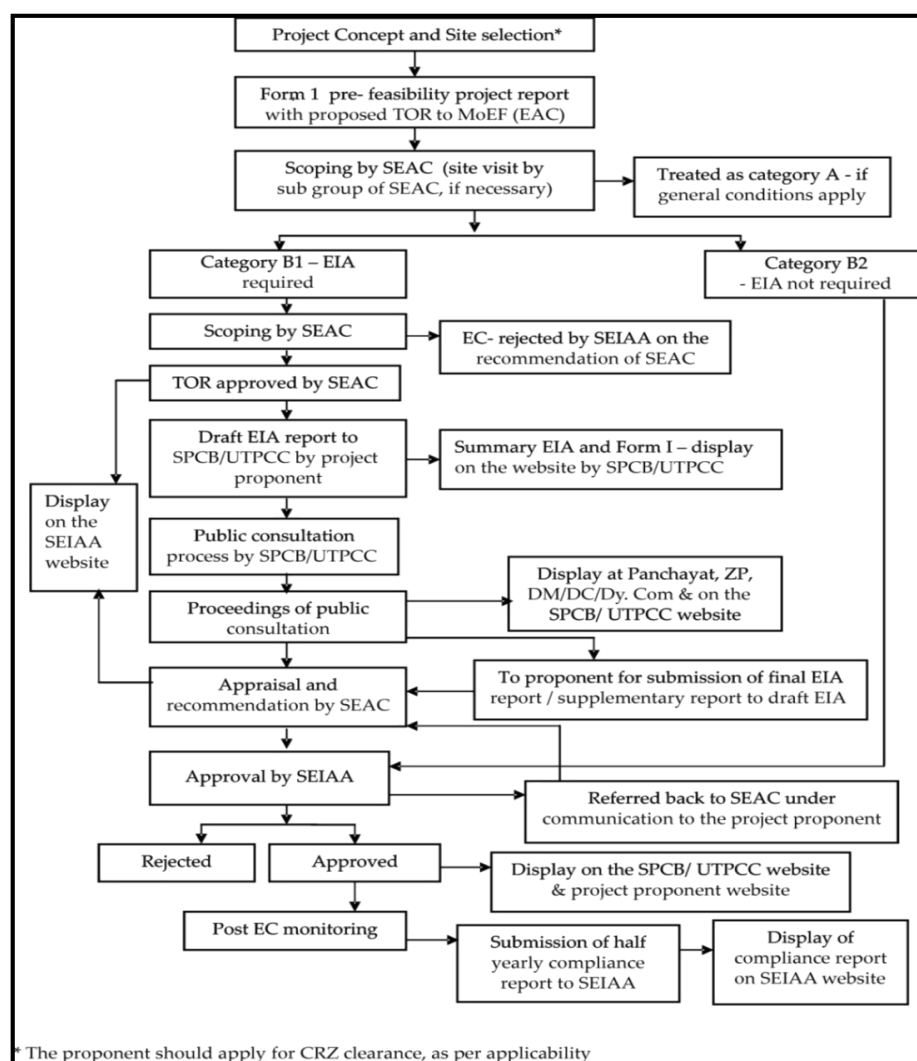 Project Concept and Site selection*
Form 1 pre- feasibility project report
with proposed TOR to MoEF (EAC)
Scoping by SEAC (site visit by
sub group of SEAC, if necessary)
Treated as category A - if
general conditions apply
Category B1 – EIA
required
Category B2
- EIA not required
Scoping by SEAC
EC- rejected by SEIAA on the
recommendation of SEAC
TOR approved by SEAC
Draft EIA report to
SPCB/UTPCC by project
proponent
Summary EIA and Form I – display
on the website by SPCB/UTPCC
Display
on the
SEIAA
website
Public consultation
process by SPCB/UTPCC
Display at Panchayat, ZP,
DM/DC/Dy. Com & on the
SPCB/ UTPCC website
Proceedings of public
consultation
To proponent for submission of final EIA
report / supplementary report to draft EIA
Appraisal and
recommendation by SEAC
Approval by SEIAA
Referred back to SEAC under
communication to the project proponent
Rejected
Approved
Display on the SPCB/ UTPCC website
& project proponent website
Post EC monitoring
Submission of half
yearly compliance
report to SEIAA
Display of
compliance report
on SEIAA website
* The proponent should apply for CRZ clearance, as per applicability